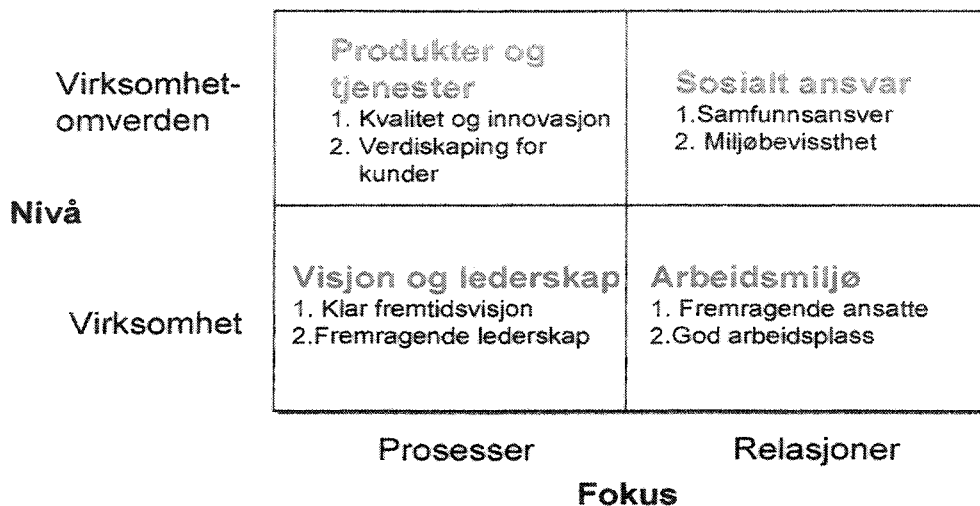 Virksomhet-
omverden
Produkter og
tjenester
1. Kvalitet og innovasjon
2. Verdiskaping for
kunder
Sosialt ansvar
1.Samfunnsansver
2. Miljøbevissthet
Nivå
Virksomhet
Visjon og lederskap
1. Klar fremtidsvisjon
2.Fremragende lederskap
Arbeidsmiljø
1. Fremragende ansatte
2.God arbeidsplass
Prosesser
Relasjoner
Fokus